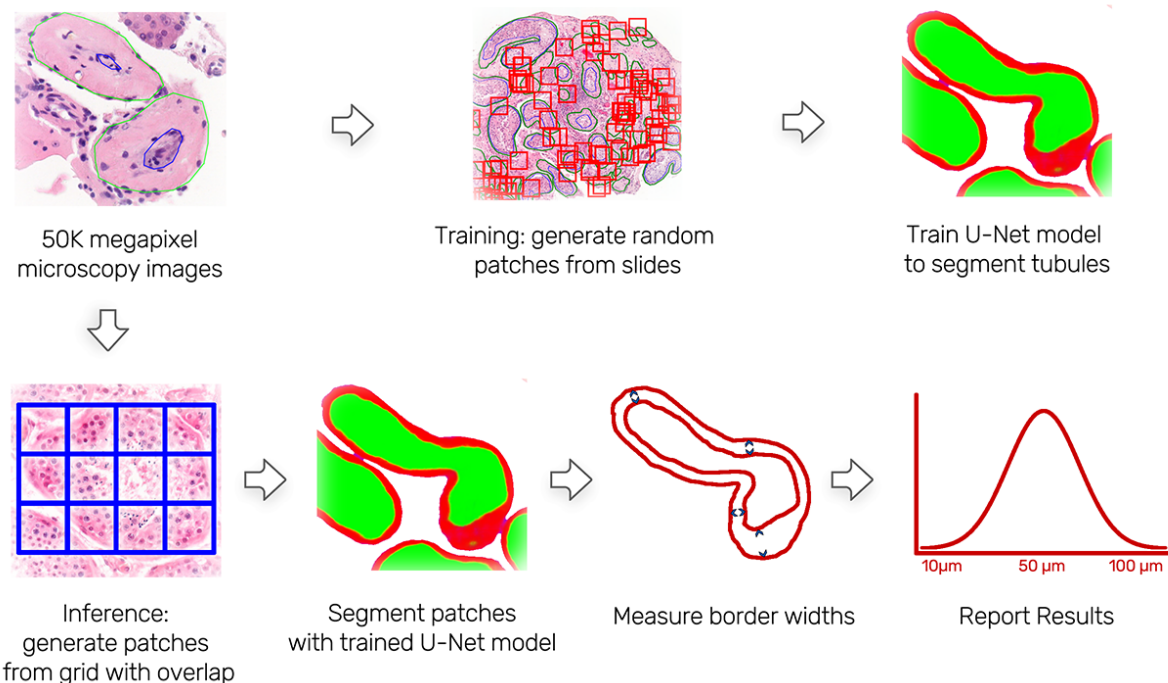 50K megapixel
microscopy images
Training: generate random
patches from slides
Train U-Net model
to segment tubules
Inference:
generate patches
from grid with overlap
Segment patches
with trained U-Net model
Measure border widths
10µm 50 µm 100 µm
Report Results